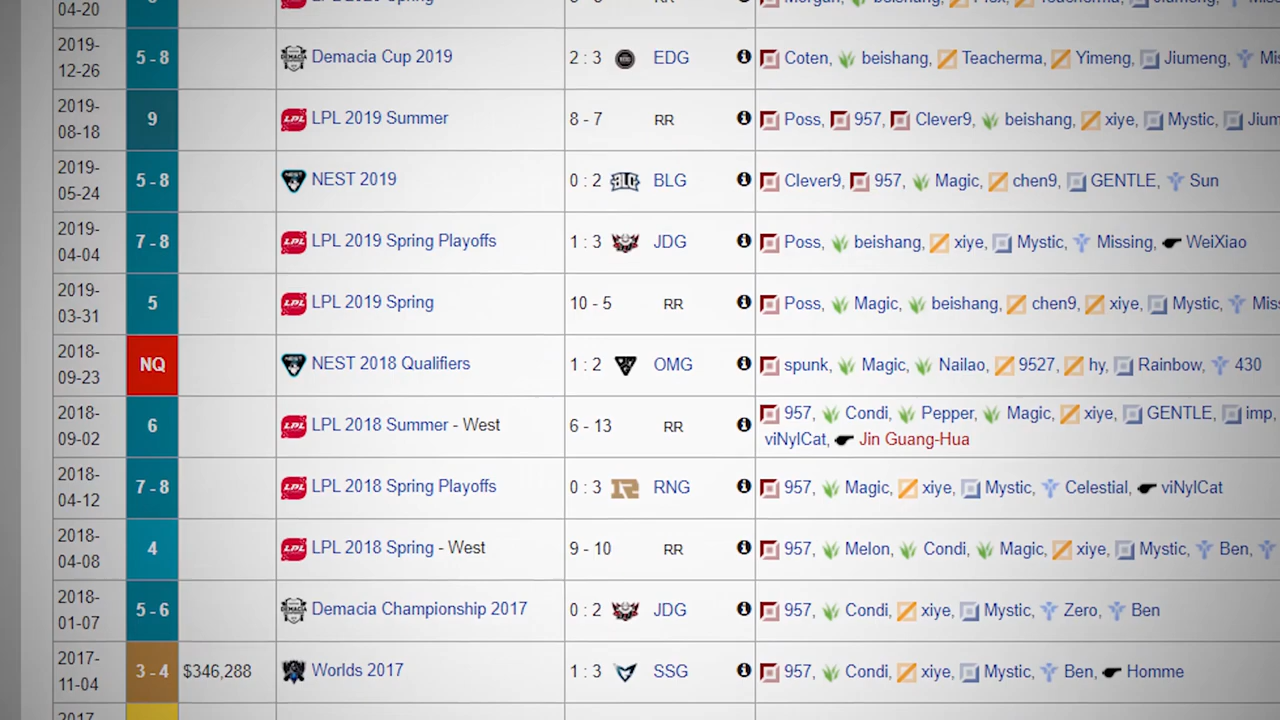 04-20
2019-
12-26
5 - 8
Demacia Cup 2019
2 : 3
EDG
Coten, beishang, Teacherma, Yimeng, Jiumeng,
2019-
08-18
9
LPL
LPL 2019 Summer
8 - 7
RR
Poss, 957, Clever9, beishang, xiye, Mystic,
2019-
05-24
5 - 8
NEST 2019
0 : 2
BLG
Clever9, 957, Magic, chen9, GENTLE, Sun
2019-
04-04
7 - 8
LPL
LPL 2019 Spring Playoffs
1 : 3
JDG
Poss, beishang, xiye, Mystic, Missing, WeiXiao
2019-
03-31
5
LPL
LPL 2019 Spring
10 - 5
RR
Poss, Magic, beishang, chen9, xiye, Mystic,
2018-
09-23
NQ
NEST 2018 Qualifiers
1 : 2
OMG
spunk, Magic, Nailao, 9527, hy, Rainbow, 430
2018-
09-02
6
LPL
LPL 2018 Summer - West
6 - 13
RR
957, Condi, Pepper, Magic, xiye, GENTLE, imp,
viNylCat, Jin Guang-Hua
2018-
04-12
7 - 8
LPL
LPL 2018 Spring Playoffs
0 : 3
RNG
957, Magic, xiye, Mystic, Celestial, viNylCat
2018-
04-08
4
LPL
LPL 2018 Spring - West
9 - 10
RR
957, Melon, Condi, Magic, xiye, Mystic, Ben,
2018-
01-07
5 - 6
Demacia Championship 2017
0 : 2
JDG
957, Condi, xiye, Mystic, Zero, Ben
2017-
11-04
3 - 4
$346,288
Worlds 2017
1 : 3
SSG
957, Condi, xiye, Mystic, Ben, Homme